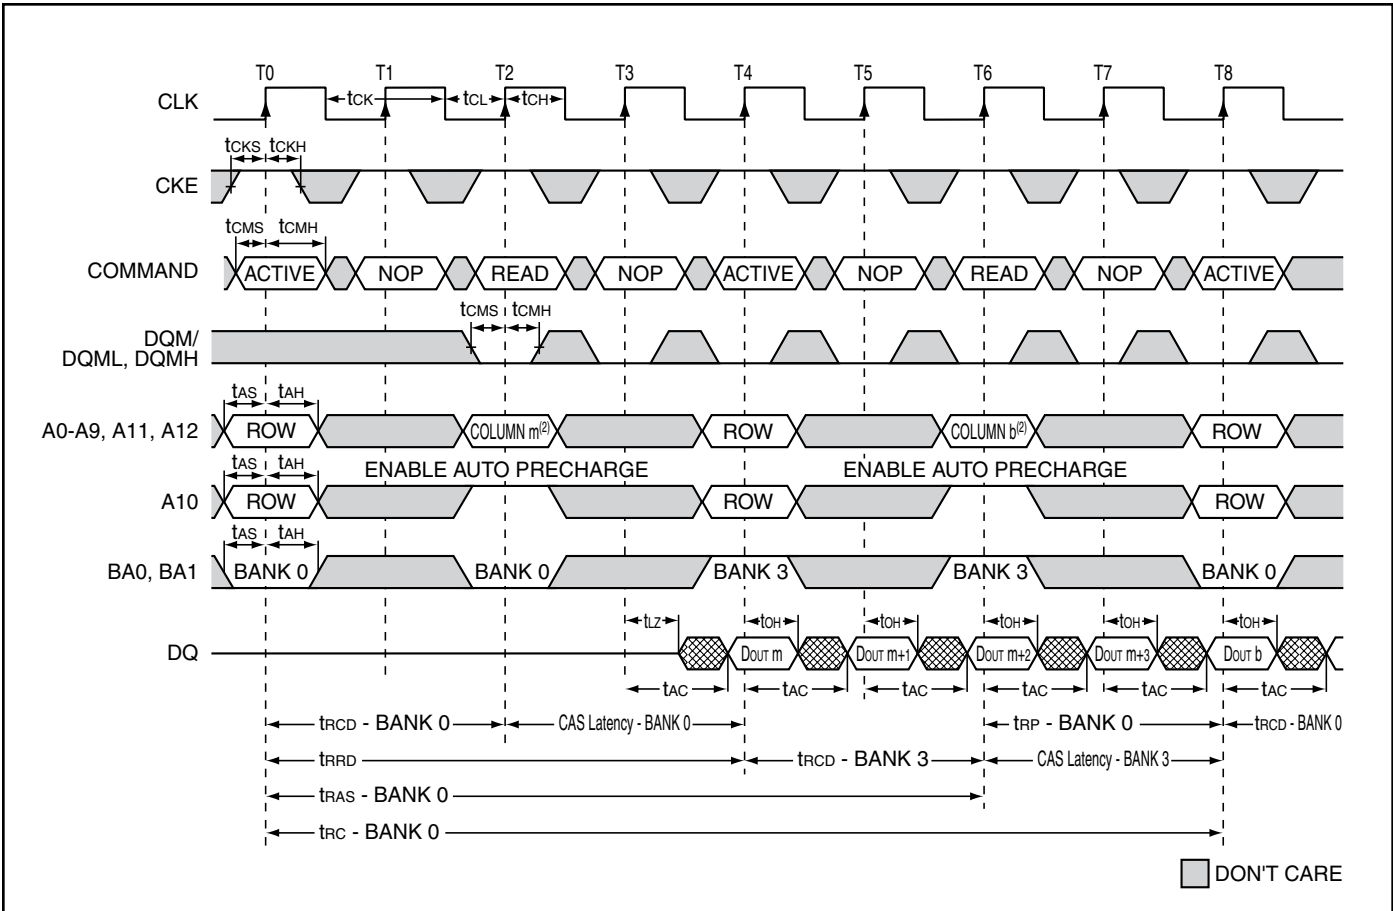 T0 T1 T2 T3 T4 T5 T6 T7 T8
CLK tCK tCL tCH
tCKS tCKH
CKE
tCMS tCMH
COMMAND ACTIVE NOP READ NOP ACTIVE NOP READ NOP ACTIVE
tCMS tCMH
DQM/
DQML, DQMH
tAS tAH
A0-A9, A11, A12 ROW COLUMN m(2) ROW COLUMN b(2) ROW
tAS tAH ENABLE AUTO PRECHARGE ENABLE AUTO PRECHARGE
A10 ROW ROW ROW
tAS tAH
BA0, BA1 BANK 0 BANK 0 BANK 3 BANK 3 BANK 0
tLZ tOH tOH tOH tOH tOH
DQ DOUT m DOUT m+1 DOUT m+2 DOUT m+3 DOUT b
tAC tAC tAC tAC tAC tAC
tRCD - BANK 0 CAS Latency - BANK 0 tRP - BANK 0 tRCD - BANK 0
tRRD tRCD - BANK 3 CAS Latency - BANK 3
tRAS - BANK 0
tRC - BANK 0
DON'T CARE